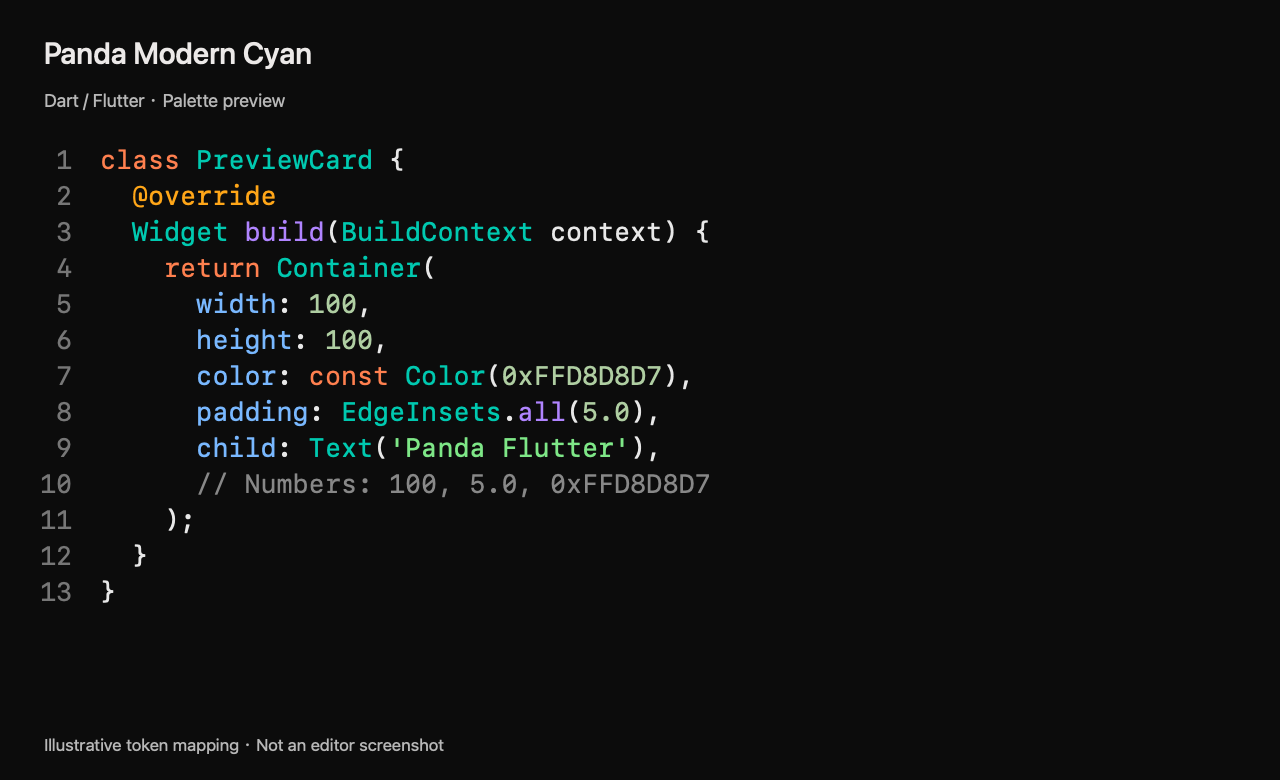 Panda Modern Cyan
Dart / Flutter · Palette preview
1 class PreviewCard {
2   @override
3   Widget build(BuildContext context) {
4     return Container(
5       width: 100,
6       height: 100,
7       color: const Color(0xFFD8D8D7),
8       padding: EdgeInsets.all(5.0),
9       child: Text('Panda Flutter'),
10       // Numbers: 100, 5.0, 0xFFD8D8D7
11     );
12   }
13 }
Illustrative token mapping · Not an editor screenshot